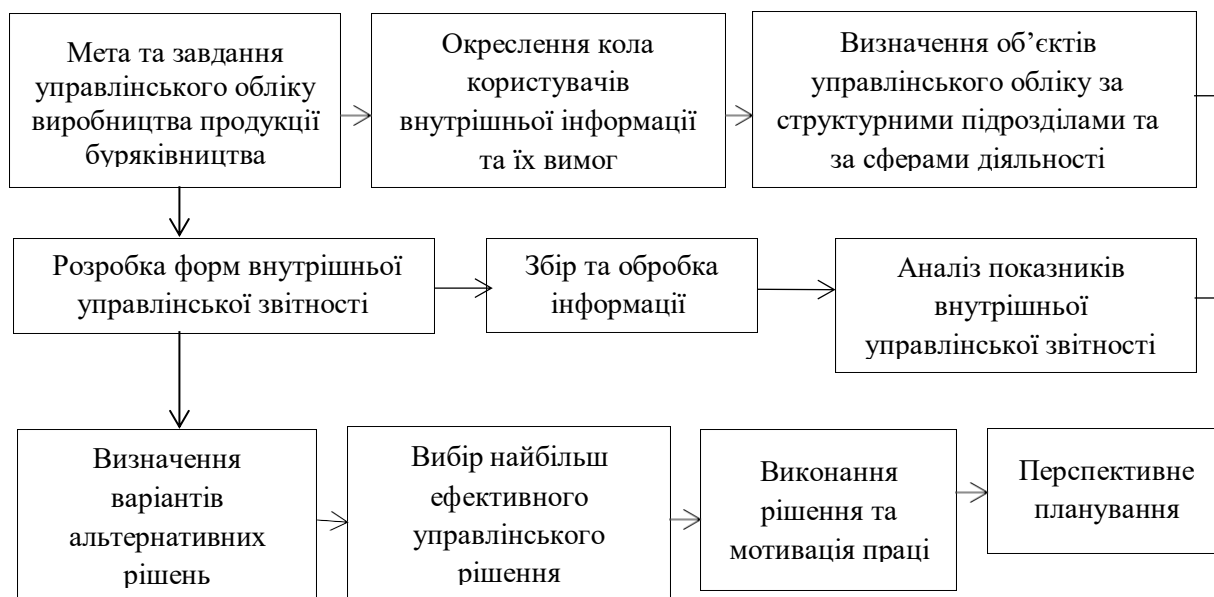 Мета та завдання
управлінського обліку
виробництва продукції
буряківництва
Окреслення кола
користувачів
внутрішньої інформації
та їх вимог
Визначення об’єктів
управлінського обліку за
структурними підрозділами та
за сферами діяльності
Розробка форм внутрішньої
управлінської звітності
Збір та обробка
інформації
Аналіз показників
внутрішньої
управлінської звітності
Визначення
варіантів
альтернативних
рішень
Вибір найбільш
ефективного
управлінського
рішення
Виконання
рішення та
мотивація праці
Перспективне
планування